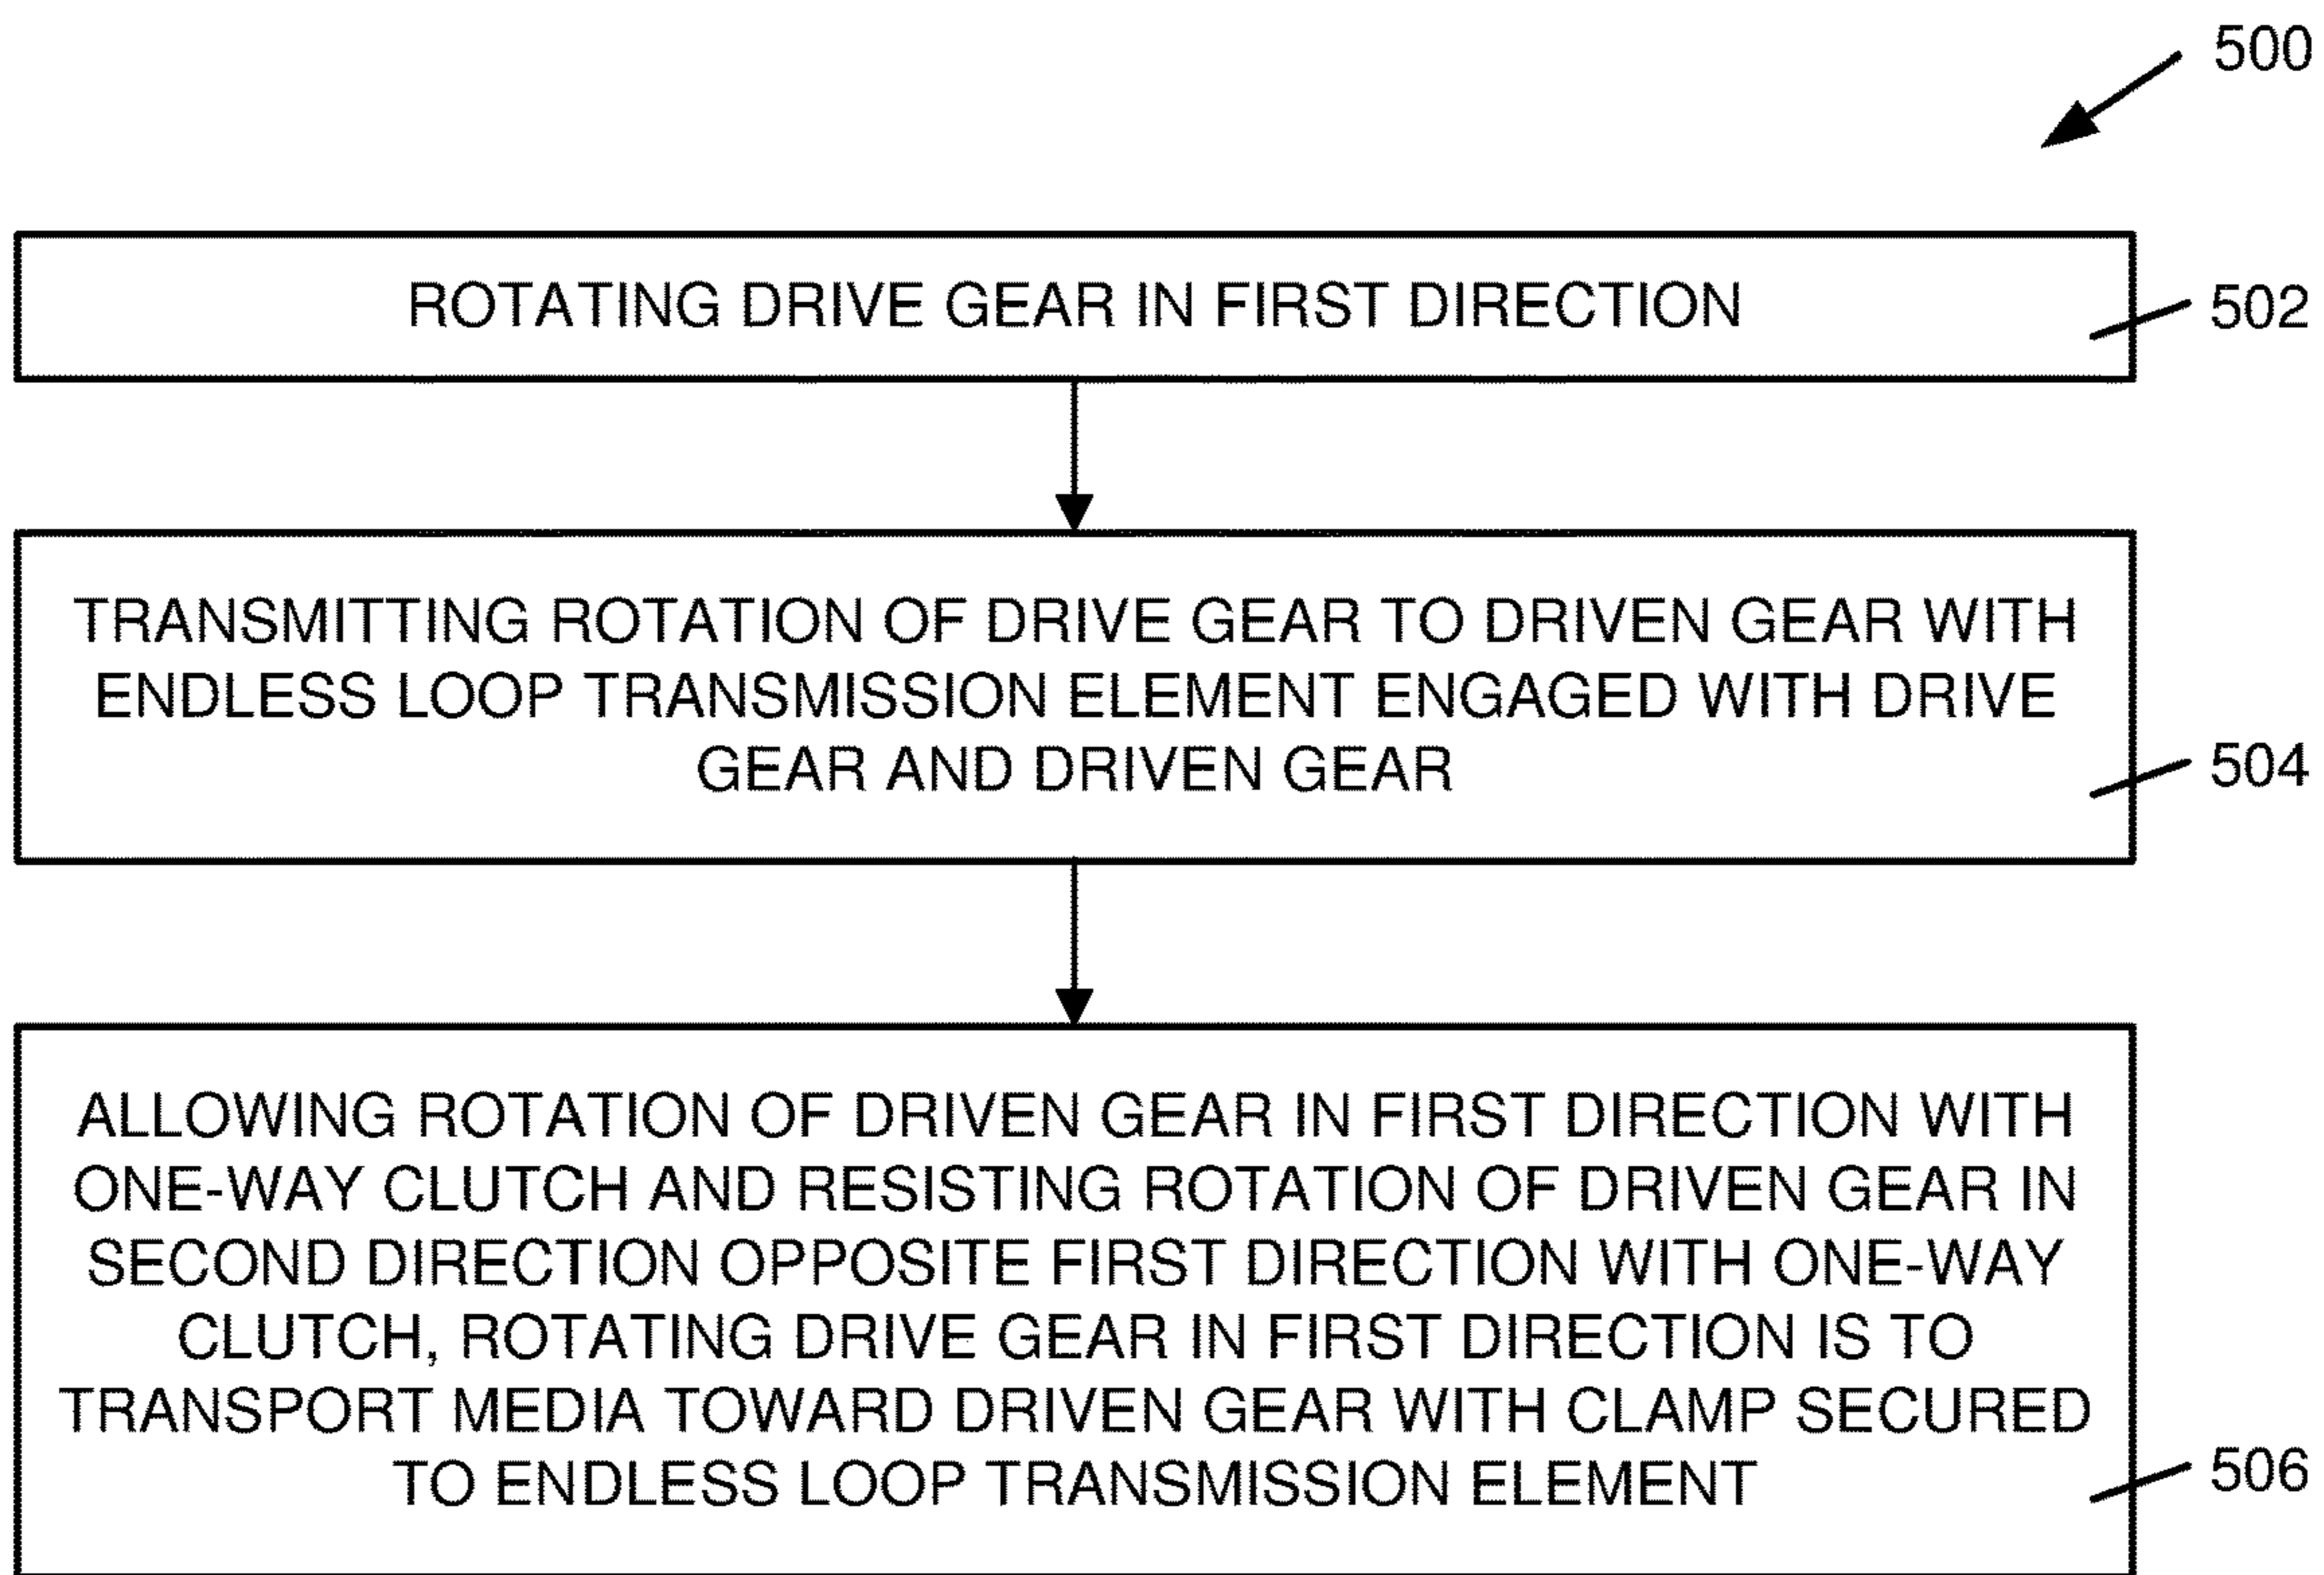 500
ROTATING DRIVE GEAR IN FIRST DIRECTION
502
TRANSMITTING ROTATION OF DRIVE GEAR TO DRIVEN GEAR WITH
ENDLESS LOOP TRANSMISSION ELEMENT ENGAGED WITH DRIVE
GEAR AND DRIVEN GEAR
504
ALLOWING ROTATION OF DRIVEN GEAR IN FIRST DIRECTION WITH
ONE-WAY CLUTCH AND RESISTING ROTATION OF DRIVEN GEAR IN
SECOND DIRECTION OPPOSITE FIRST DIRECTION WITH ONE-WAY
CLUTCH, ROTATING DRIVE GEAR IN FIRST DIRECTION IS TO
TRANSPORT MEDIA TOWARD DRIVEN GEAR WITH CLAMP SECURED
TO ENDLESS LOOP TRANSMISSION ELEMENT
506